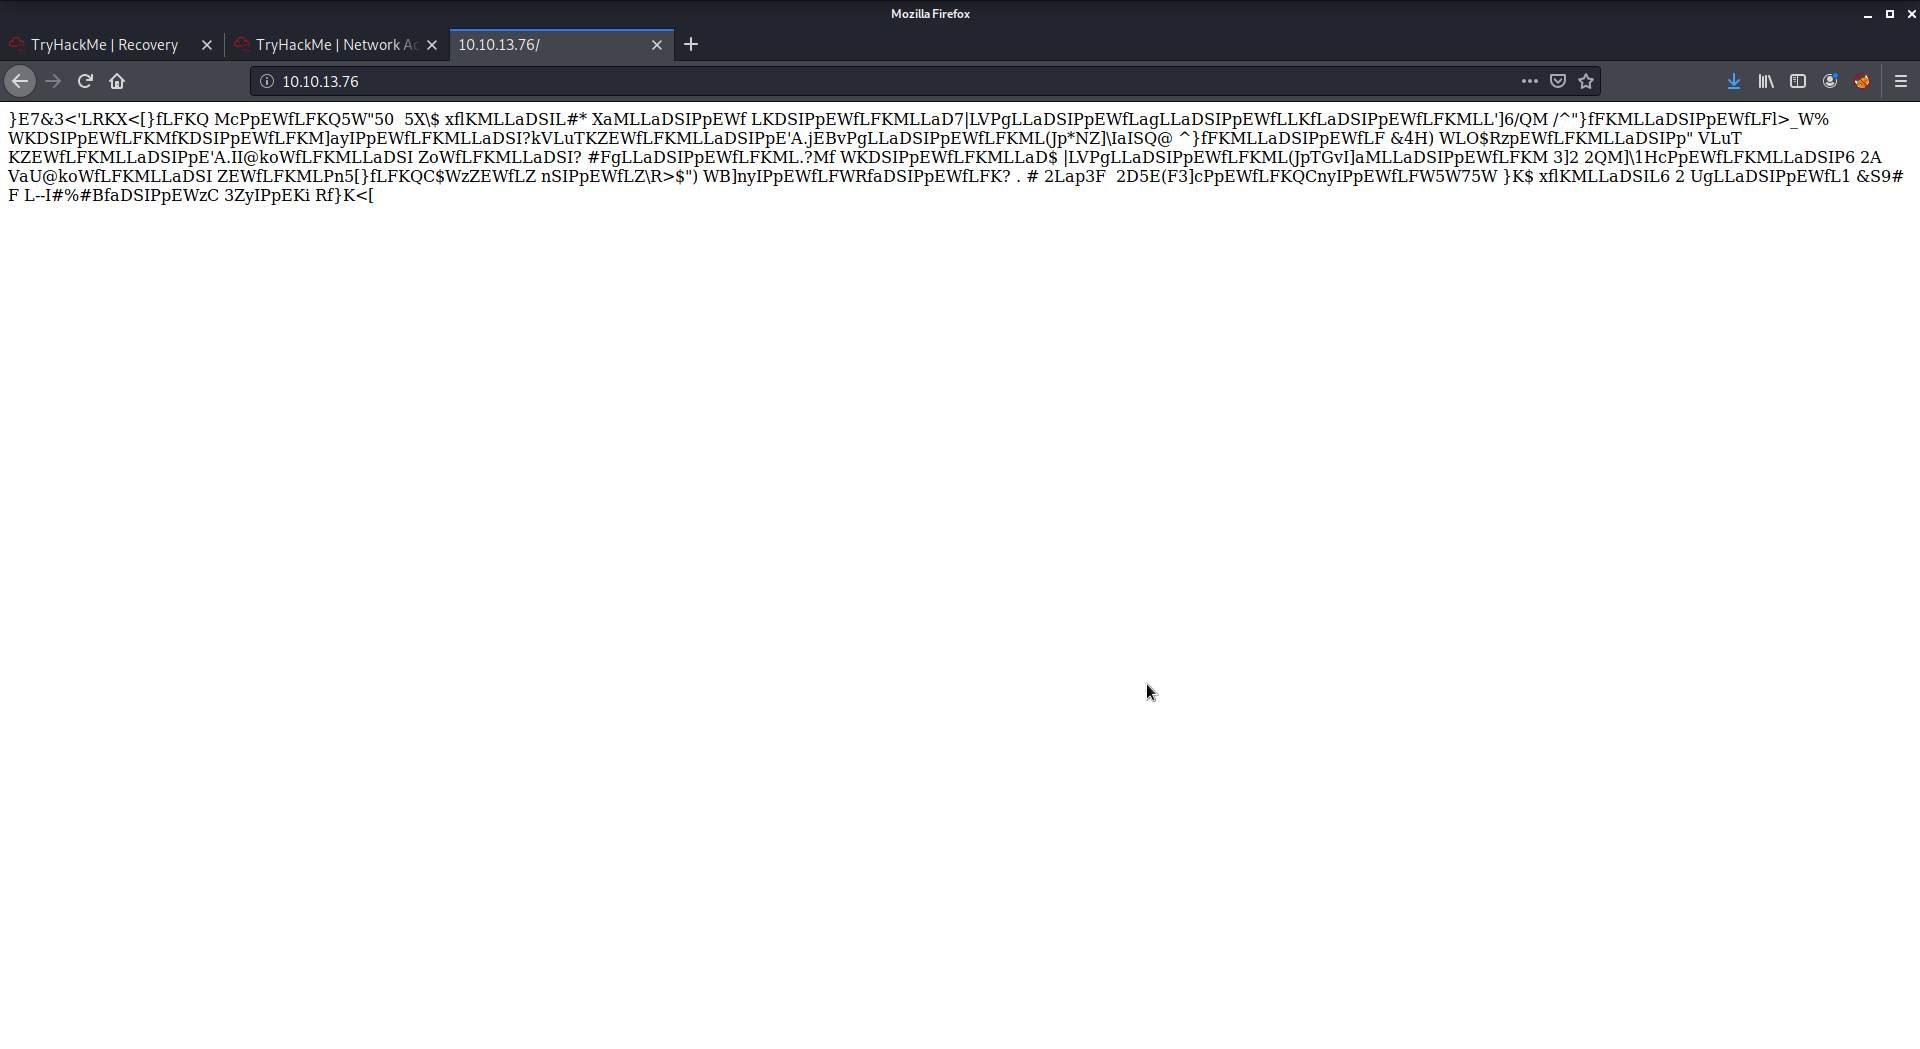 Mozilla Firefox
TryHackMe | Recovery
TryHackMe | Network Ac
10.10.13.76/
10.10.13.76
}E7&3<'LRKX<[}fLFKQ McPpEWfLFKQ5W"50  5X\$ xflKMLLaDSIL#* XaMLLaDSIPpEWf LKDSIPpEWfLFKMLLaD7|LVPgLLaDSIPpEWfLagLLaDSIPpEWfLLKfLaDSIPpEWfLFKMLL']6/QM /^"}fFKMLLaDSIPpEWfLFl>_W%
WKDSIPpEWfLFKMfKDSIPpEWfLFKM]ayIPpEWfLFKMLLaDSI?kVLuTKZEWfLFKMLLaDSIPpE'A.jEBvPgLLaDSIPpEWfLFKML(Jp*NZ]\IaISQ@ ^}fFKMLLaDSIPpEWfLF &4H) WLO$RzpEWfLFKMLLaDSIPp" VLuT
KZEWfLFKMLLaDSIPpE'A.II@koWfLFKMLLaDSI ZoWfLFKMLLaDSI? #FgLLaDSIPpEWfLFKML.?Mf WKDSIPpEWfLFKMLLaD$ |LVPgLLaDSIPpEWfLFKML(JpTGvI]aMLLaDSIPpEWfLFKM 3]2 2QM]\1HcPpEWfLFKMLLaDSIP6 2A
VaU@koWfLFKMLLaDSI ZEWfLFKMLPn5[}fLFKQC$WzZEWfLZ nSIPpEWfLZ\R>$") WB]nyIPpEWfLFWRfaDSIPpEWfLFK? . # 2Lap3F  2D5E(F3]cPpEWfLFKQCnyIPpEWfLFW5W75W }K$ xflKMLLaDSIL6 2 UgLLaDSIPpEWfL1 &S9#
F L--I#%#BfaDSIPpEWzC 3ZyIPpEKi Rf}K<[